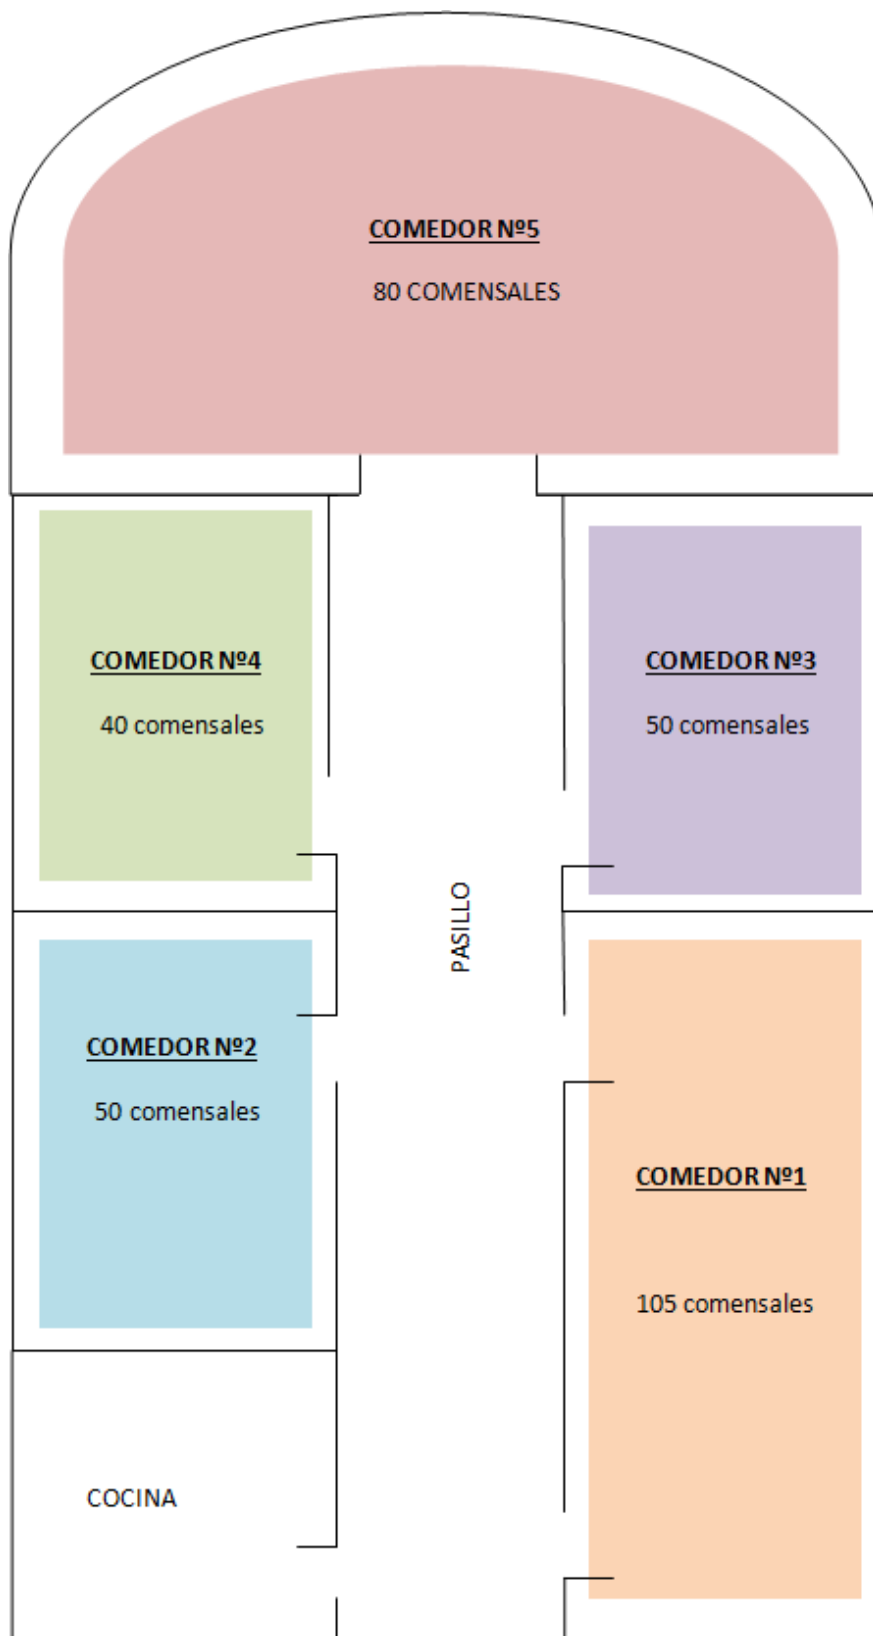 COMEDOR Nº5
80 COMENSALES
COMEDOR Nº4
40 comensales
COMEDOR Nº3
50 comensales
PASILLO
COMEDOR Nº2
50 comensales
COMEDOR Nº1
105 comensales
COCINA